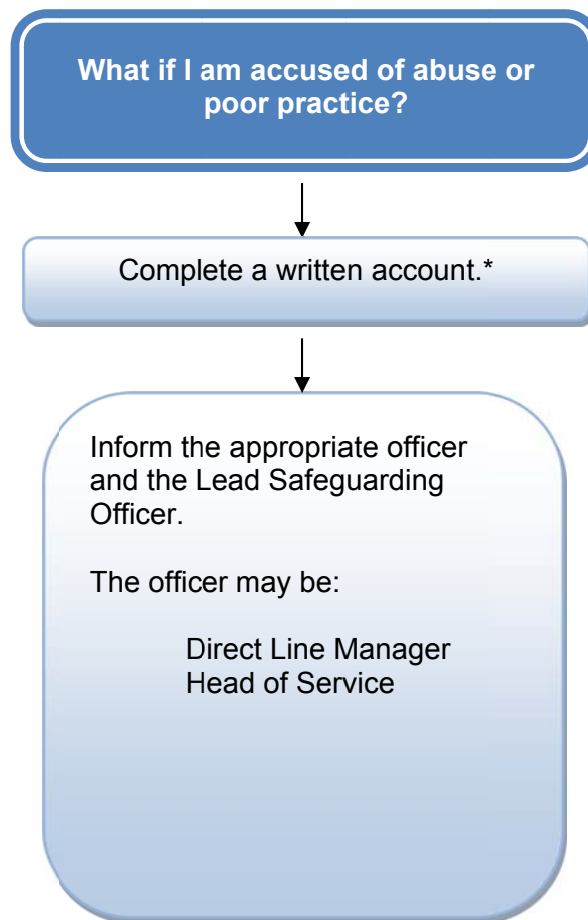 What if I am accused of abuse or
poor practice?
Complete a written account.*
Inform the appropriate officer
and the Lead Safeguarding
Officer.
The officer may be:
Direct Line Manager
Head of Service